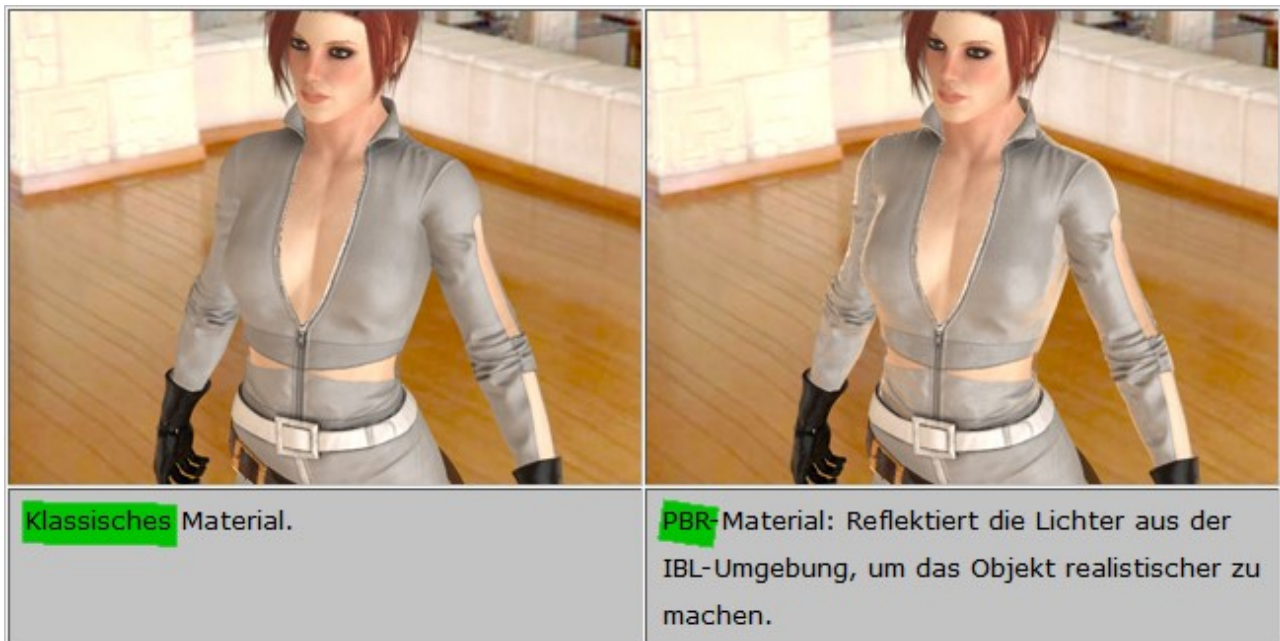 Klassisches Material.
PBR-Material: Reflektiert die Lichter aus der
IBL-Umgebung, um das Objekt realistischer zu
machen.